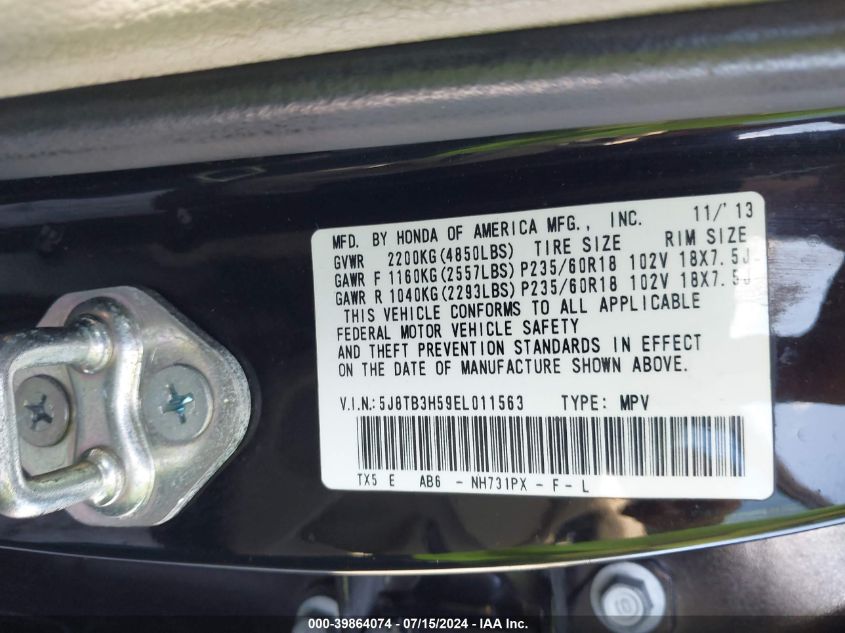 MFD. BY HONDA OF AMERICA MFG., INC. 11/'13
GVWR 2200KG(4850LBS) TIRE SIZE RIM SIZE
GAWR F 1160KG(2557LBS) P235/60R18 102V 18X7.5J
GAWR R 1040KG(2293LBS) P235/60R18 102V 18X7.5J
THIS VEHICLE CONFORMS TO ALL APPLICABLE
FEDERAL MOTOR VEHICLE SAFETY
AND THEFT PREVENTION STANDARDS IN EFFECT
ON THE DATE OF MANUFACTURE SHOWN ABOVE.
V.I.N.:5J8TB3H59EL011563 TYPE: MPV
TX5 E AB6 - NH731PX - F - L
000-39864074 - 07/15/2024 - IAA Inc.